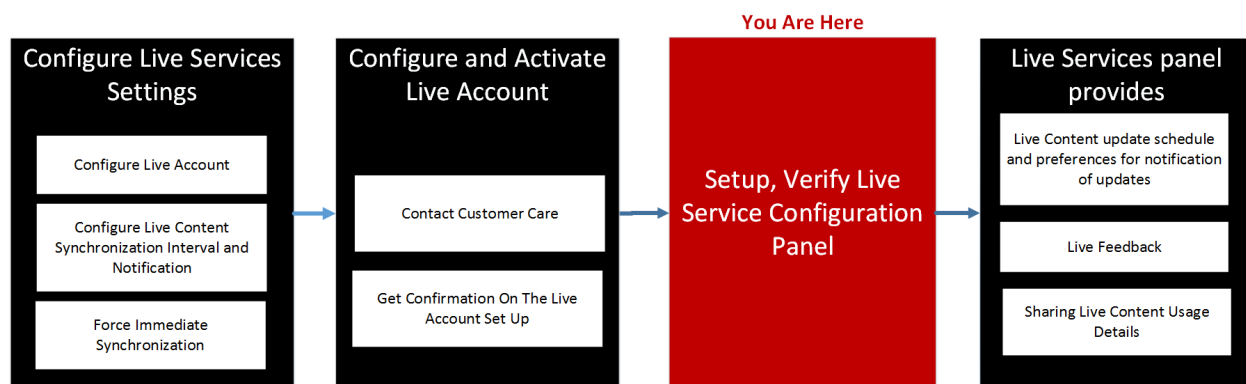 You Are Here
Configure Live Services
Settings
Configure Live Account
Configure Live Content
Synchronization Interval and
Notification
Force Immediate
Synchronization
Configure and Activate
Live Account
Contact Customer Care
Get Confirmation On The Live
Account Set Up
Setup, Verify Live
Service Configuration
Panel
Live Services panel
provides
Live Content update schedule
and preferences for notification
of updates
Live Feedback
Sharing Live Content Usage
Details